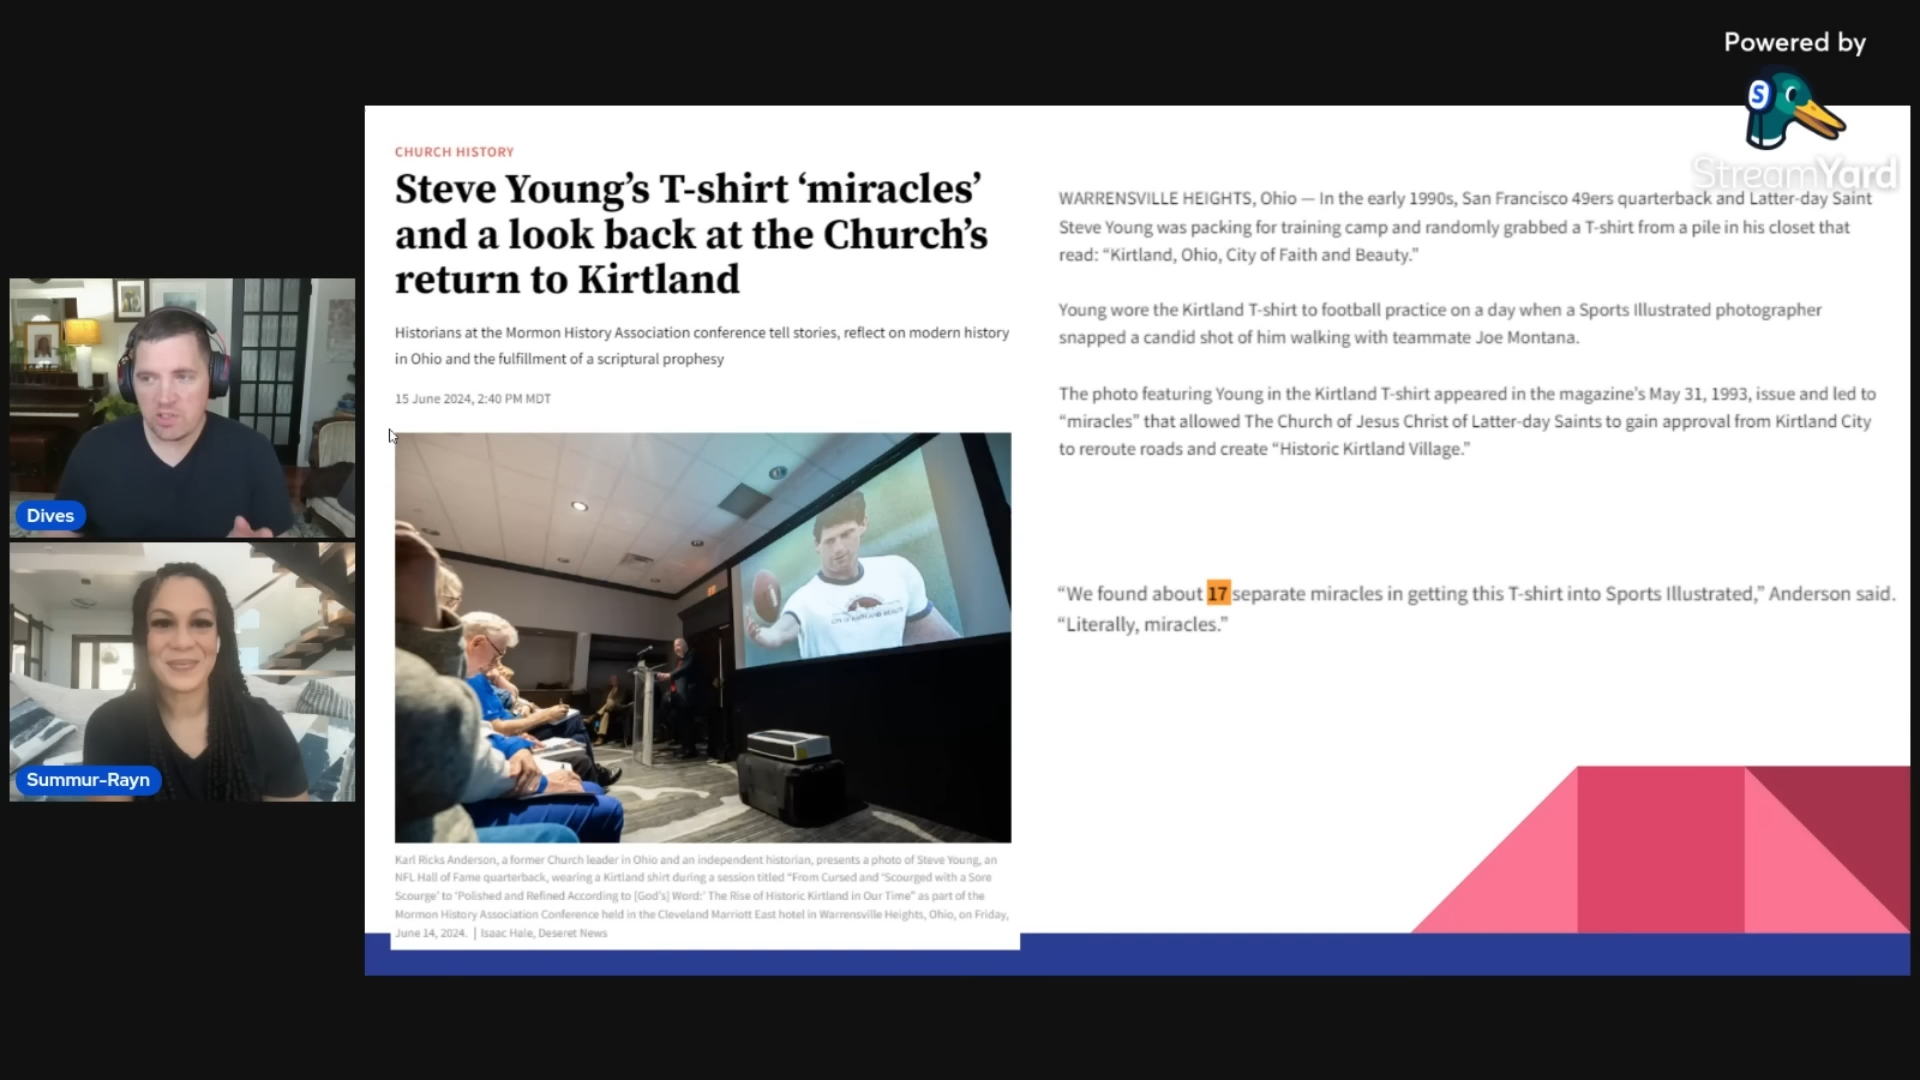 Powered by
StreamYard
CHURCH HISTORY
Steve Young’s T-shirt ‘miracles’
and a look back at the Church’s
return to Kirtland
Historians at the Mormon History Association conference tell stories, reflect on modern history
in Ohio and the fulfillment of a scriptural prophesy
15 June 2024, 2:40 PM MDT
Karl Ricks Anderson, a former Church leader in Ohio and an independent historian, presents a photo of Steve Young, an
NFL Hall of Fame quarterback, wearing a Kirtland shirt during a session titled “From Cursed and ‘Scourged with a Sore
Scourge’ to ‘Polished and Refined According to [God’s] Word:’ The Rise of Historic Kirtland in Our Time” as part of the
Mormon History Association Conference held in the Cleveland Marriott East hotel in Warrensville Heights, Ohio, on Friday,
June 14, 2024. | Isaac Hale, Deseret News
WARRENSVILLE HEIGHTS, Ohio — In the early 1990s, San Francisco 49ers quarterback and Latter-day Saint
Steve Young was packing for training camp and randomly grabbed a T-shirt from a pile in his closet that
read: “Kirtland, Ohio, City of Faith and Beauty.”
Young wore the Kirtland T-shirt to football practice on a day when a Sports Illustrated photographer
snapped a candid shot of him walking with teammate Joe Montana.
The photo featuring Young in the Kirtland T-shirt appeared in the magazine’s May 31, 1993, issue and led to
“miracles” that allowed The Church of Jesus Christ of Latter-day Saints to gain approval from Kirtland City
to reroute roads and create “Historic Kirtland Village.”
“We found about 17 separate miracles in getting this T-shirt into Sports Illustrated,” Anderson said.
“Literally, miracles.”
Dives
Summur-Rayn